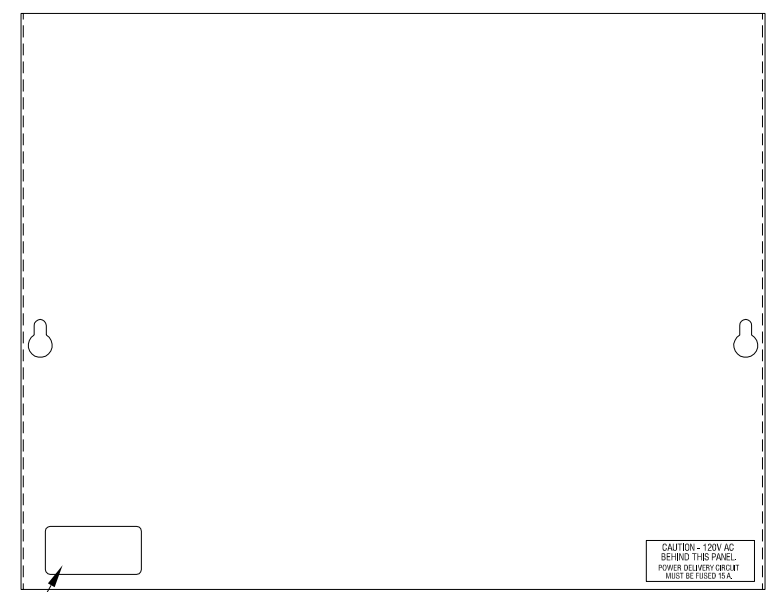 CAUTION - 120V AC
BEHIND THIS PANEL.
POWER DELIVERY CIRCUIT
MUST BE FUSED 15 A.